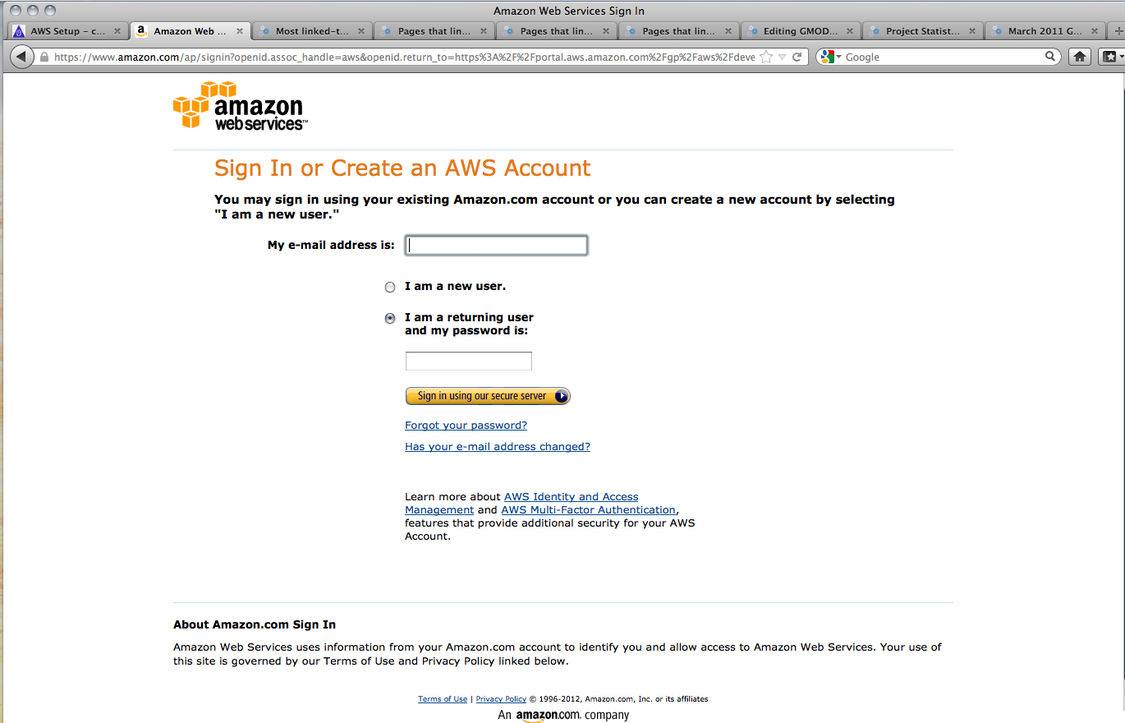 Amazon Web Services Sign In
AWS Setup – c...
Amazon Web ...
Most linked-t...
Pages that lin...
Pages that lin...
Pages that lin...
Editing GMOD...
Project Statist...
March 2011 G...
https://www.amazon.com/ap/signin?openid.assoc_handle=aws&openid.return_to=https%3A%2F%2Fportal.aws.amazon.com%2Fgp%2Faws%2Fdeve
Google
amazon
webservices™
Sign In or Create an AWS Account
You may sign in using your existing Amazon.com account or you can create a new account by selecting
"I am a new user."
My e-mail address is:
I am a new user.
I am a returning user
and my password is:
Sign in using our secure server
Forgot your password?
Has your e-mail address changed?
Learn more about AWS Identity and Access
Management and AWS Multi-Factor Authentication,
features that provide additional security for your AWS
Account.
About Amazon.com Sign In
Amazon Web Services uses information from your Amazon.com account to identify you and allow access to Amazon Web Services. Your use
of this site is governed by our Terms of Use and Privacy Policy linked below.
Terms of Use | Privacy Policy © 1996-2012, Amazon.com, Inc. or its affiliates
An amazon.com. company